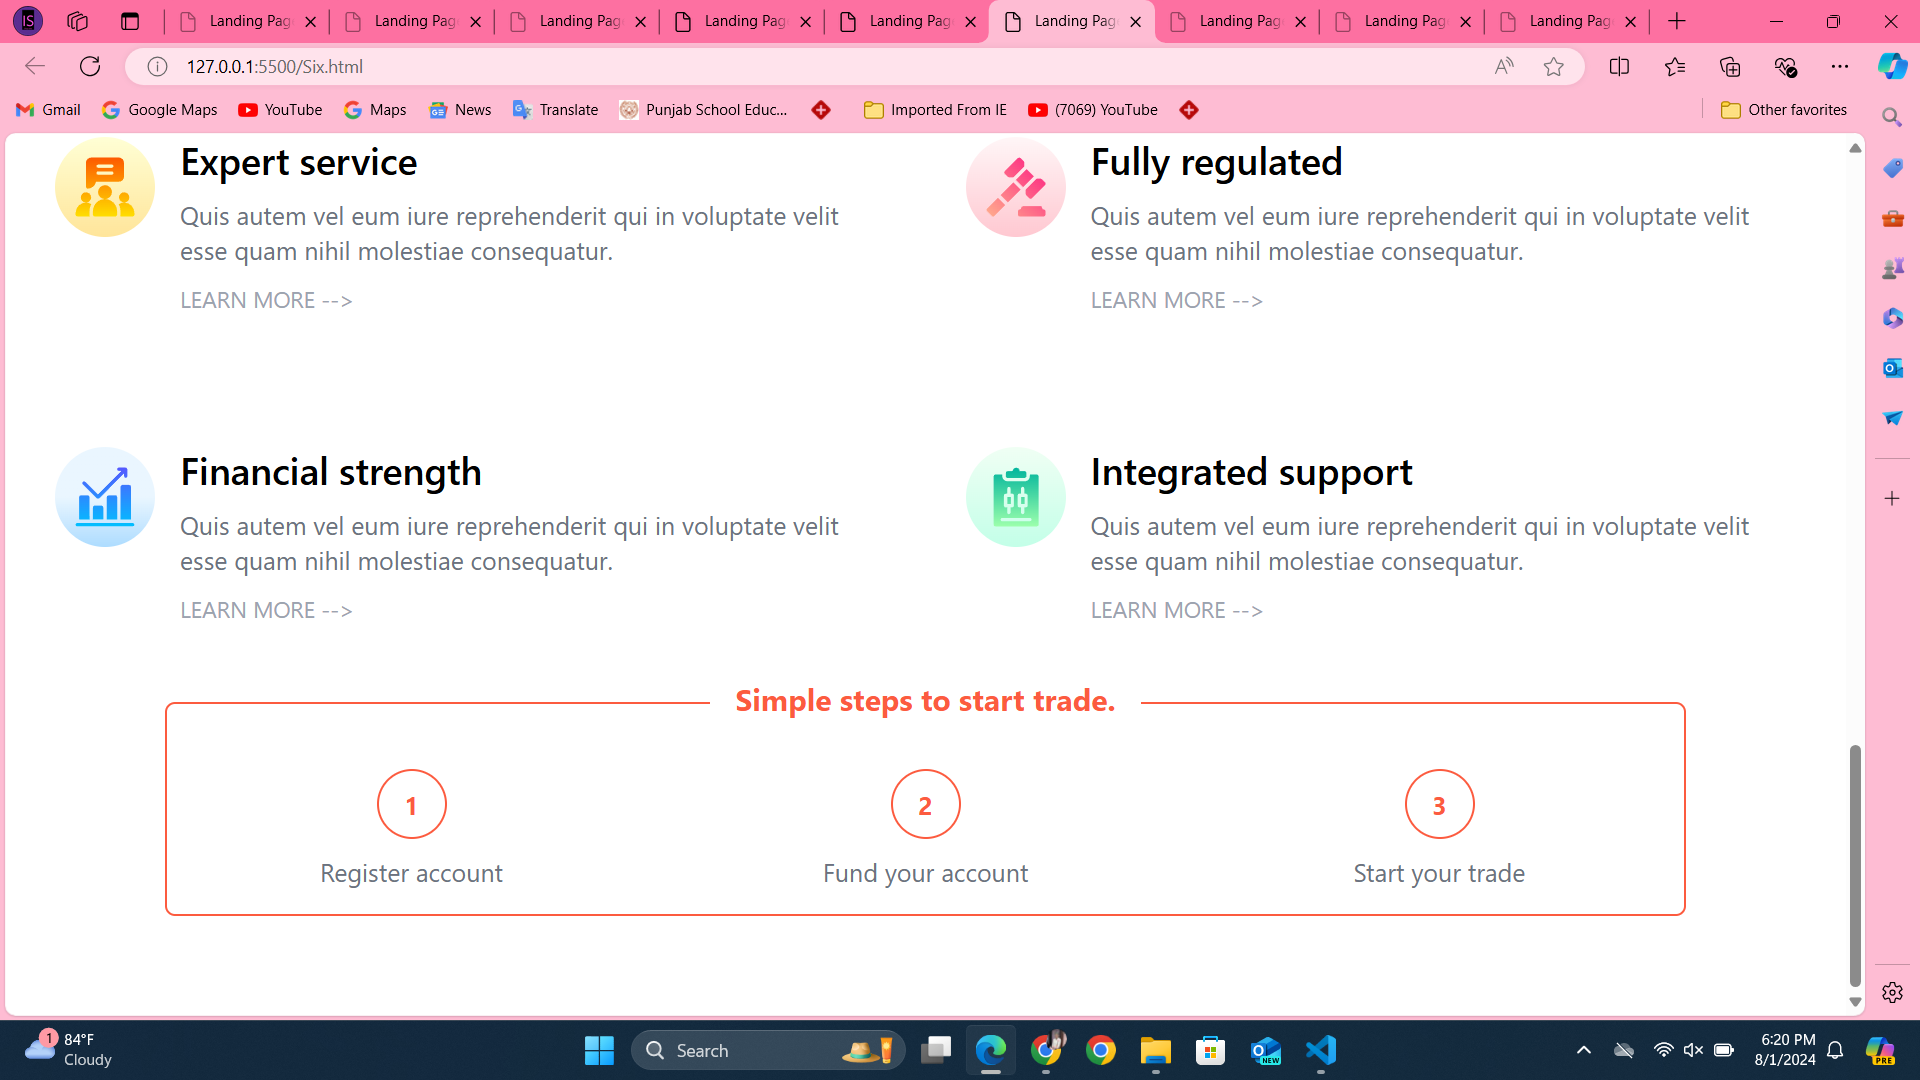 IS
Landing Pag
Landing Pag
Landing Pag
Landing Pag
Landing Pag
Landing Pag
Landing Pag
Landing Pag
Landing Pag
127.0.0.1:5500/Six.html
Gmail
Google Maps
YouTube
Maps
News
Translate
Punjab School Educ...
Imported From IE
(7069) YouTube
Other favorites
Expert service
Quis autem vel eum iure reprehenderit qui in voluptate velit
esse quam nihil molestiae consequatur.
LEARN MORE -->
Fully regulated
Quis autem vel eum iure reprehenderit qui in voluptate velit
esse quam nihil molestiae consequatur.
LEARN MORE -->
Financial strength
Quis autem vel eum iure reprehenderit qui in voluptate velit
esse quam nihil molestiae consequatur.
LEARN MORE -->
Integrated support
Quis autem vel eum iure reprehenderit qui in voluptate velit
esse quam nihil molestiae consequatur.
LEARN MORE -->
Simple steps to start trade.
1
Register account
2
Fund your account
3
Start your trade
1
84°F
Cloudy
Search
NEW
6:20 PM
8/1/2024
PRE